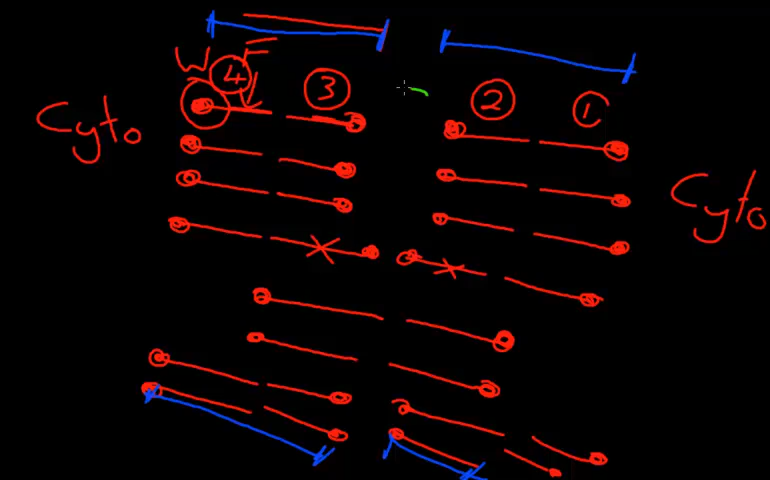 ④ ③ ② ①
Cyto
Cyto